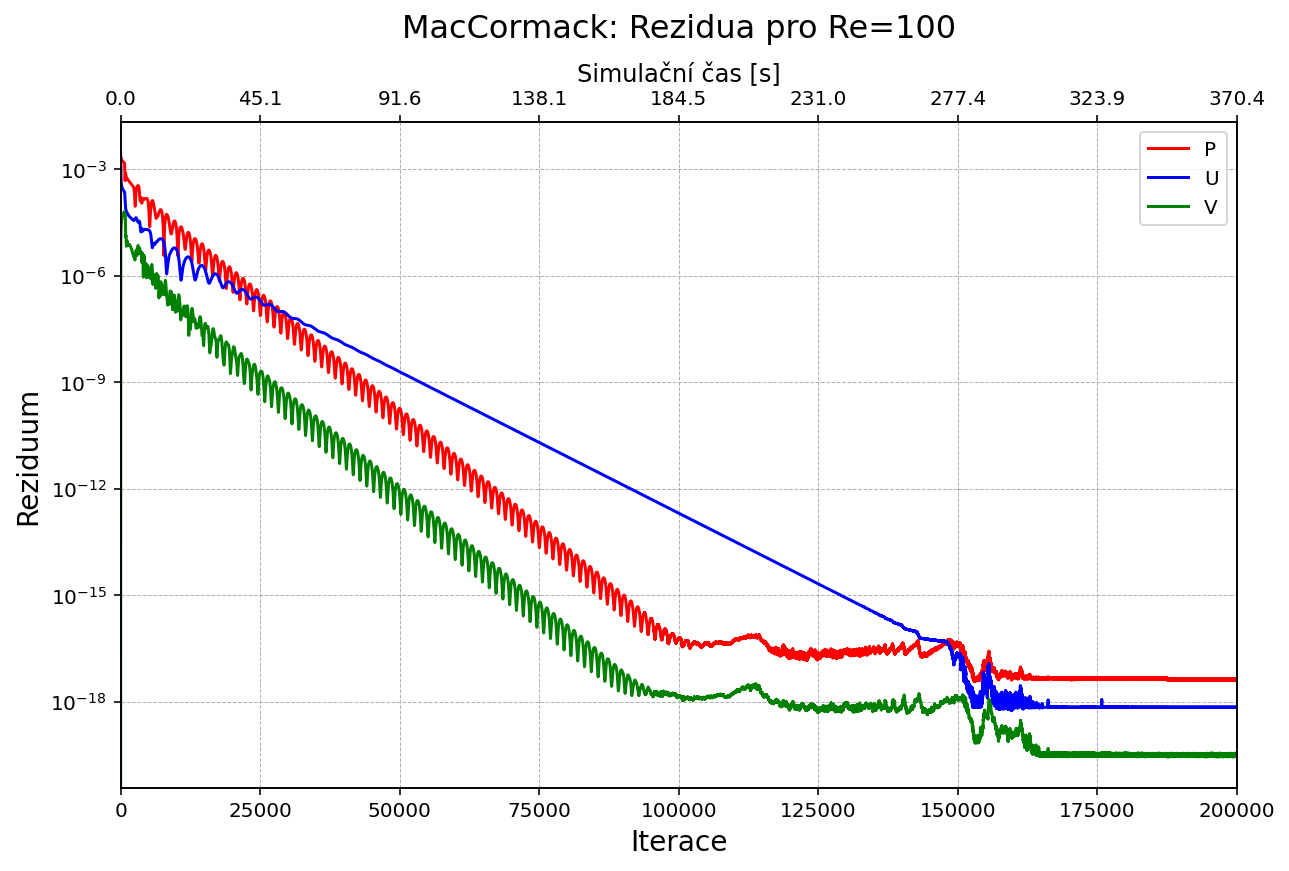 MacCormack: Rezidua pro Re=100
Simulační čas [s]
0.0 45.1 91.6 138.1 184.5 231.0 277.4 323.9 370.4
P
U
V
10⁻³
10⁻⁶
10⁻⁹
10⁻¹²
10⁻¹⁵
10⁻¹⁸
Reziduum
0 25000 50000 75000 100000 125000 150000 175000 200000
Iterace